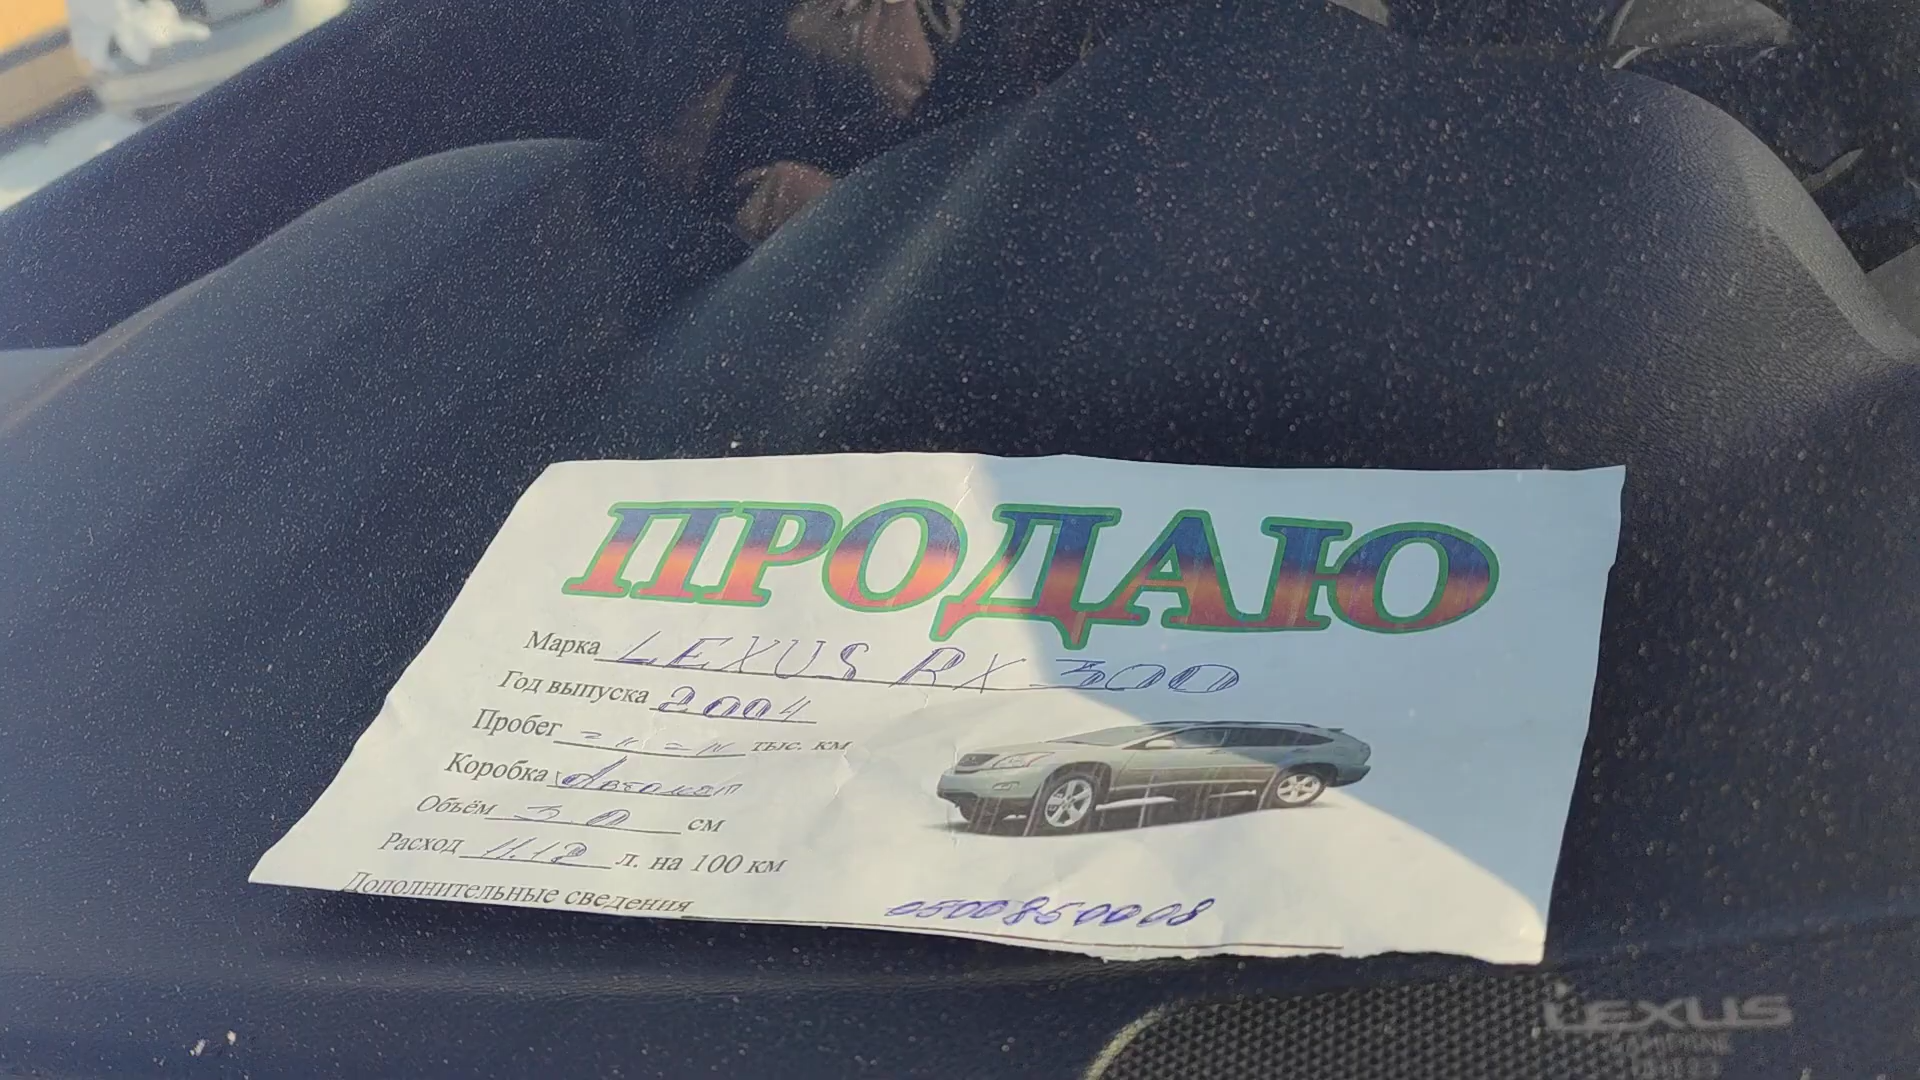 ПРОДАЮ
Марка LEXUS RX 300
Год выпуска 2004
Пробег = " = " тыс. км
Коробка Автомат
Объём 3.0 см
Расход 11.12 л. на 100 км
Дополнительные сведения 0500850008
LEXUS